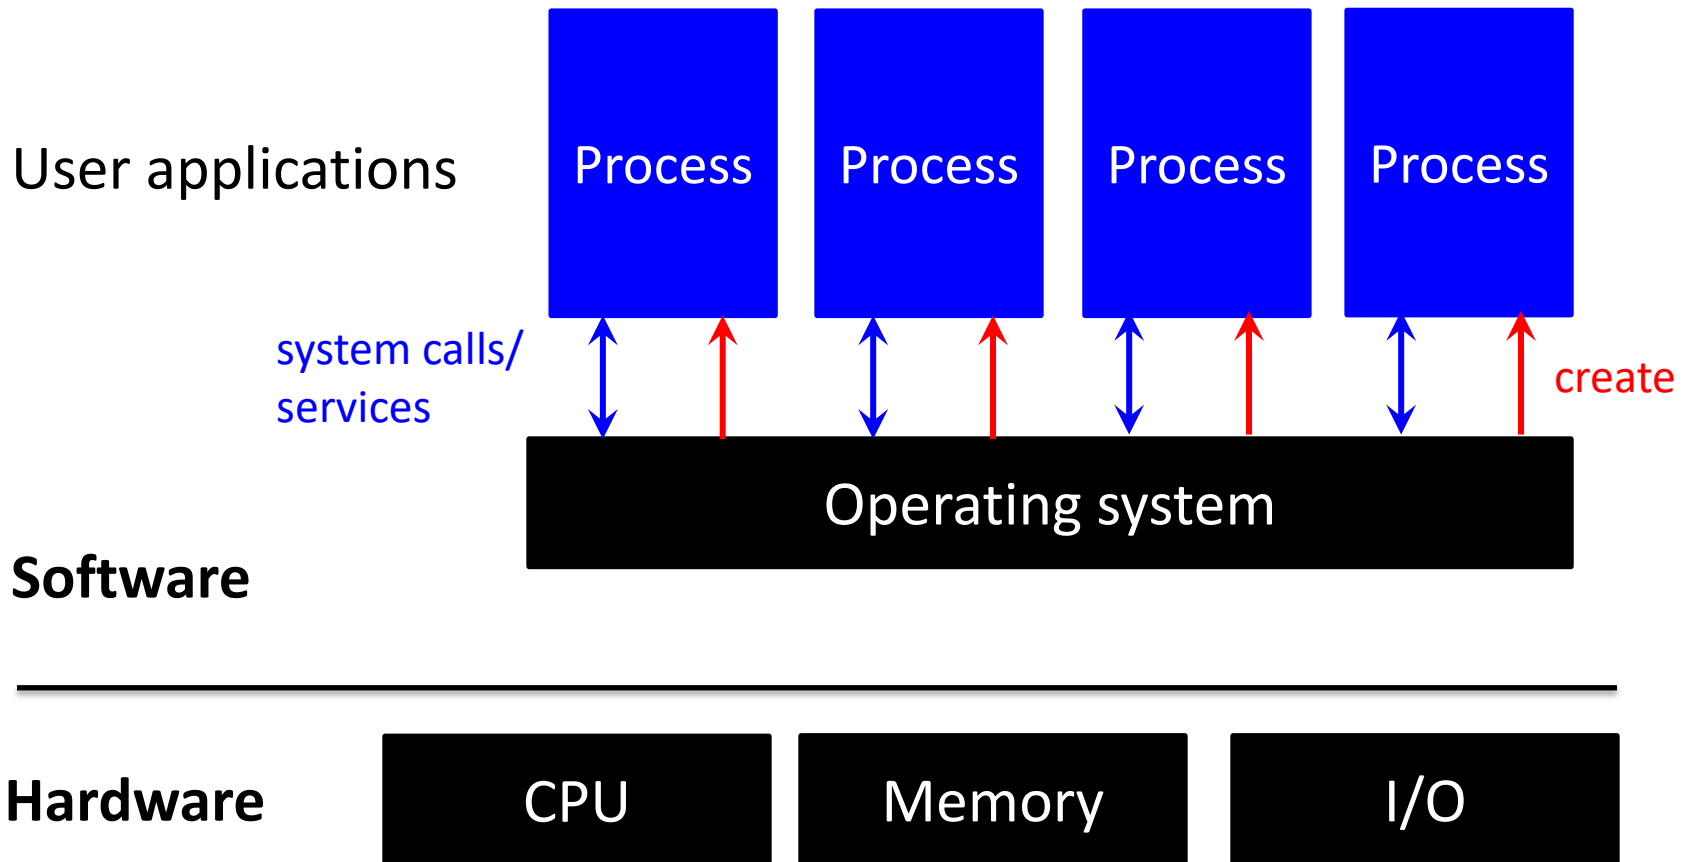 User applications
Process
Process
Process
Process
system calls/
services
create
Operating system
Software
Hardware
CPU
Memory
I/O